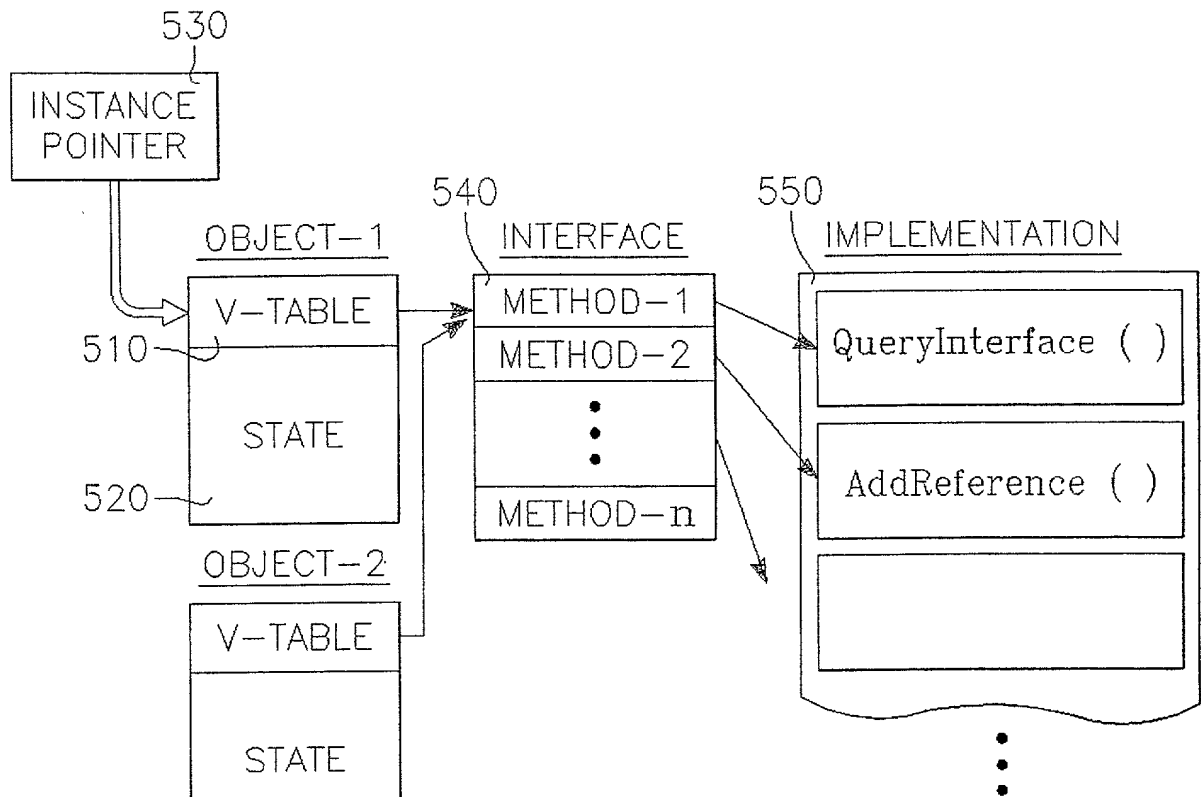 530
INSTANCE
POINTER
540
550
OBJECT-1
INTERFACE
IMPLEMENTATION
V-TABLE
METHOD-1
QueryInterface ( )
510
METHOD-2
STATE
AddReference ( )
520
METHOD-n
OBJECT-2
V-TABLE
STATE